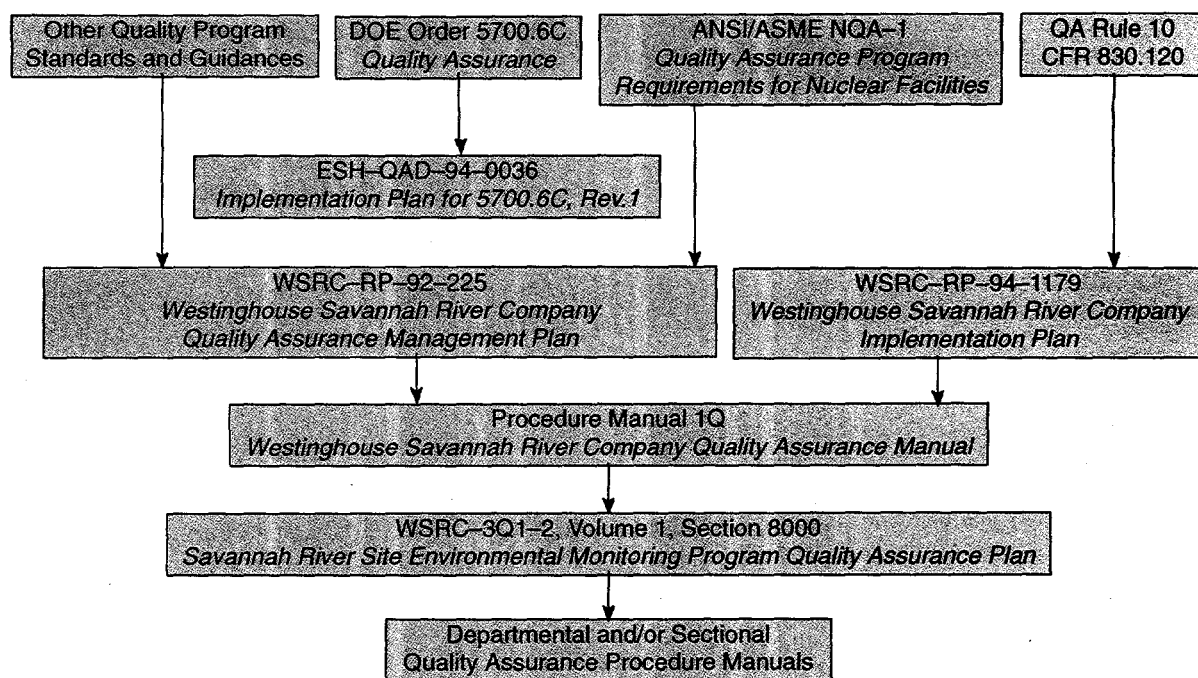 Other Quality Program
Standards and Guidances
DOE Order 5700.6C
Quality Assurance
ANSI/ASME NQA–1
Quality Assurance Program
Requirements for Nuclear Facilities
QA Rule 10
CFR 830.120
ESH–QAD–94–0036
Implementation Plan for 5700.6C, Rev.1
WSRC–RP–92–225
Westinghouse Savannah River Company
Quality Assurance Management Plan
WSRC–RP–94–1179
Westinghouse Savannah River Company
Implementation Plan
Procedure Manual 1Q
Westinghouse Savannah River Company Quality Assurance Manual
WSRC–3Q1–2, Volume 1, Section 8000
Savannah River Site Environmental Monitoring Program Quality Assurance Plan
Departmental and/or Sectional
Quality Assurance Procedure Manuals